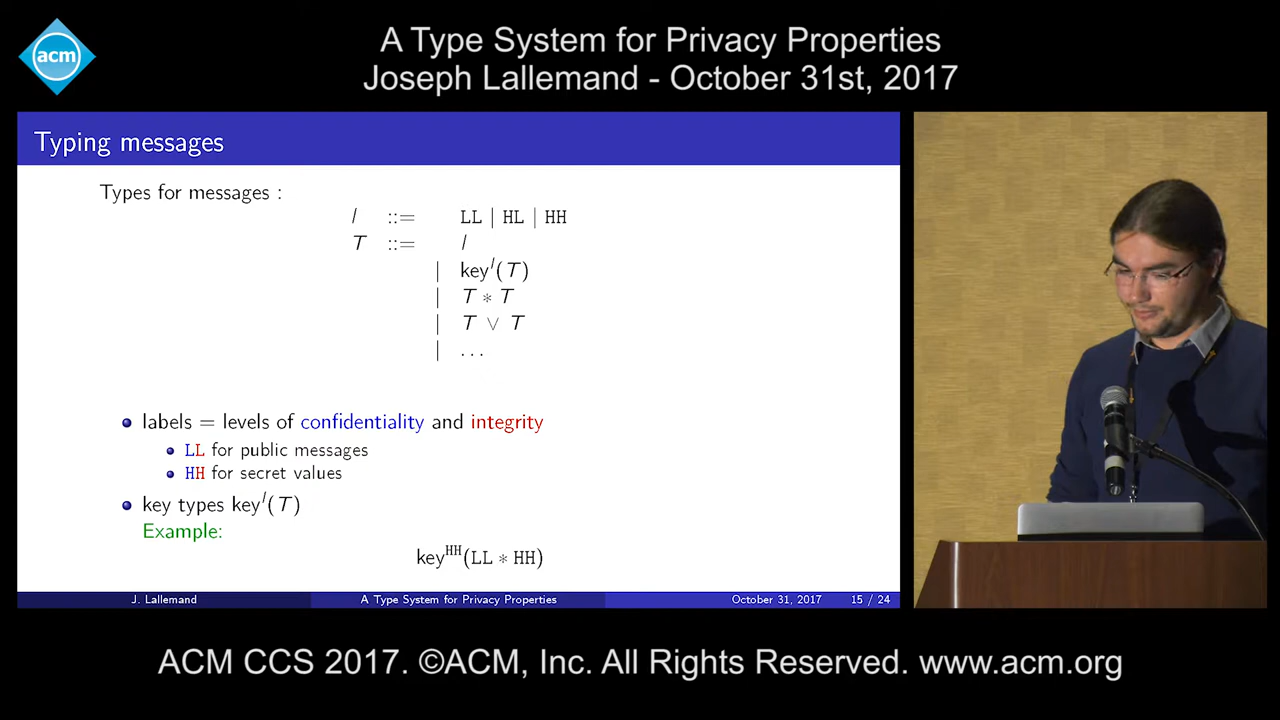 acm
A Type System for Privacy Properties
Joseph Lallemand - October 31st, 2017
Typing messages
Types for messages :
l ::= LL | HL | HH
T ::= l
| key^l(T)
| T ∗ T
| T ∨ T
| ...
labels = levels of confidentiality and integrity
LL for public messages
HH for secret values
key types key^l(T)
Example:
key^HH(LL ∗ HH)
J. Lallemand A Type System for Privacy Properties October 31, 2017 15 / 24
ACM CCS 2017. ©ACM, Inc. All Rights Reserved. www.acm.org